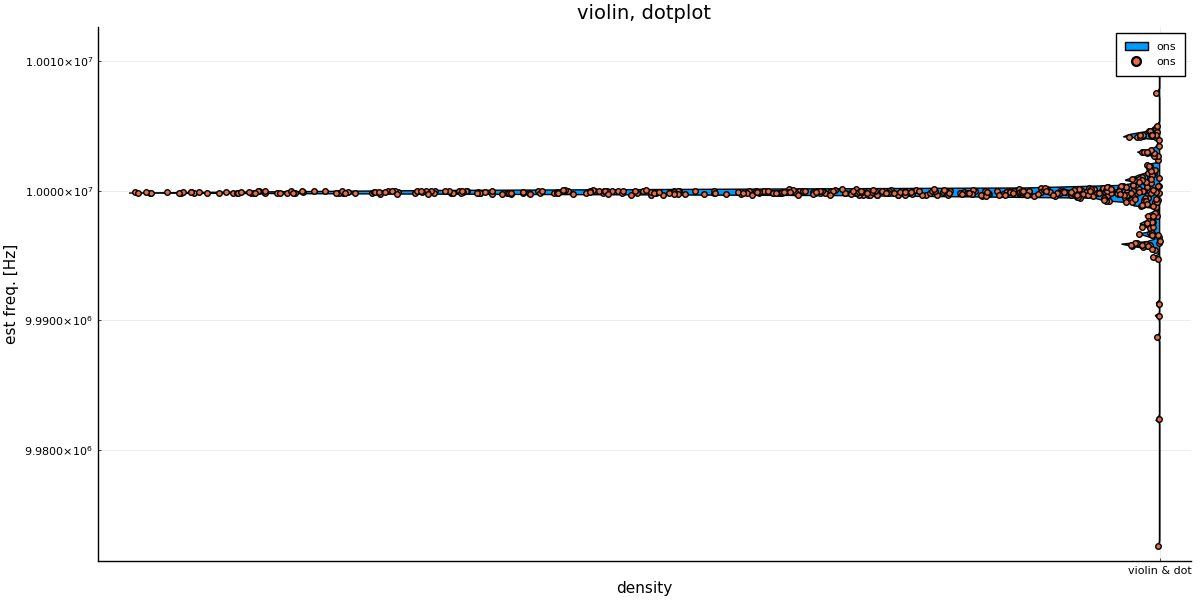 violin, dotplot
ons
ons
1.0010×10⁷
1.0000×10⁷
9.9900×10⁶
9.9800×10⁶
est freq. [Hz]
violin & dot
density